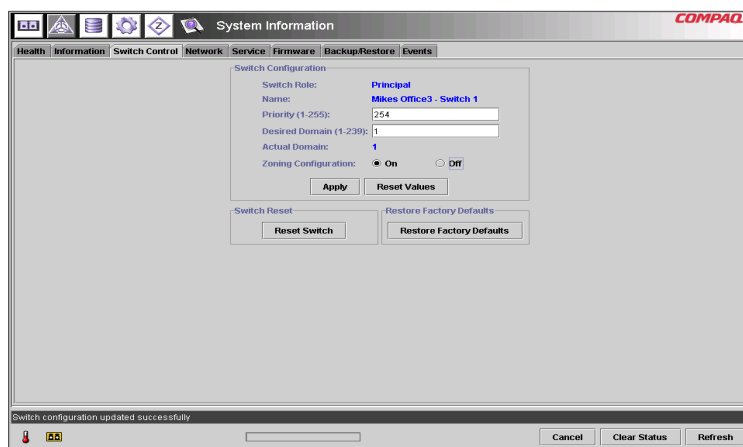 System Information
COMPAQ
Health Information Switch Control Network Service Firmware Backup/Restore Events
Switch Configuration
Switch Role: Principal
Name: Mikes Office3 - Switch 1
Priority (1-255): 254
Desired Domain (1-239): 1
Actual Domain: 1
Zoning Configuration: On Off
Apply Reset Values
Switch Reset Restore Factory Defaults
Reset Switch Restore Factory Defaults
Switch configuration updated successfully
Cancel Clear Status Refresh